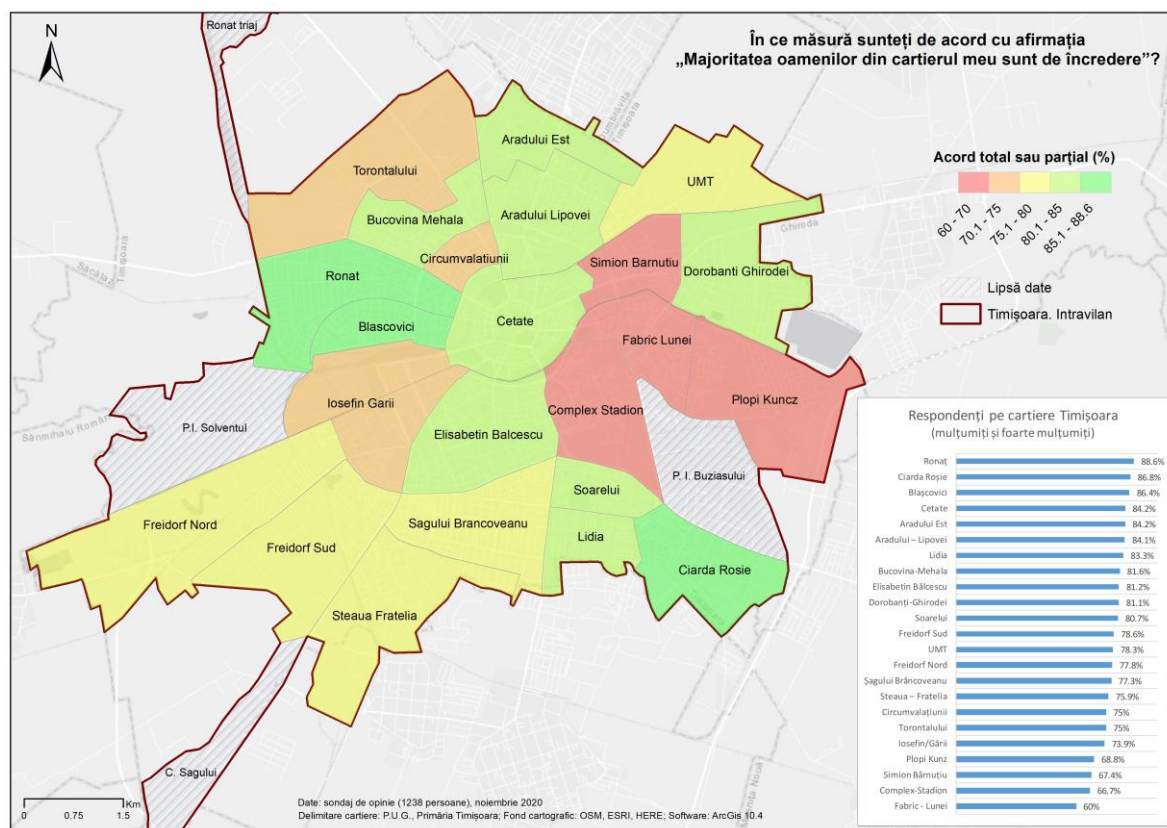 În ce măsură sunteți de acord cu afirmația
„Majoritatea oamenilor din cartierul meu sunt de încredere”?
N
Ronat triaj
Dumbrăvița
Timișoara
Aradului Est
Torontalului
UMT
Bucovina Mehala
Aradului Lipovei
Ghiroda
Circumvalatiunii
Simion Barnutiu
Dorobanti Ghirodei
Săcălaz
Timișoara
Ronat
Cetate
Blascovici
Fabric Lunei
Iosefin Garii
Complex Stadion
Plopi Kuncz
Sânmihaiu Român
P.I. Solventul
Elisabetin Balcescu
P. I. Buziasului
Soarelui
Sagului Brancoveanu
Freidorf Nord
Lidia
Freidorf Sud
Ciarda Rosie
Steaua Fratelia
C. Sagului
Acord total sau parțial (%)
60 - 70
70.1 - 75
75.1 - 80
80.1 - 85
85.1 - 88.6
Lipsă date
Timișoara. Intravilan
Respondenți pe cartiere Timișoara
(mulțumiți și foarte mulțumiți)
Ronaț 88.6%
Ciarda Roșie 86.8%
Blașcovici 86.4%
Cetate 84.2%
Aradului Est 84.2%
Aradului – Lipovei 84.1%
Lidia 83.3%
Bucovina-Mehala 81.6%
Elisabetin Bălcescu 81.2%
Dorobanți-Ghirodei 81.1%
Soarelui 80.7%
Freidorf Sud 78.6%
UMT 78.3%
Freidorf Nord 77.8%
Șagului Brâncoveanu 77.3%
Steaua – Fratelia 75.9%
Circumvalațiunii 75%
Torontalului 75%
Iosefin/Gării 73.9%
Plopi Kunz 68.8%
Simion Bărnuțiu 67.4%
Complex-Stadion 66.7%
Fabric - Lunei 60%
Km
0 0.75 1.5
Date: sondaj de opinie (1238 persoane), noiembrie 2020
Delimitare cartiere: P.U.G., Primăria Timișoara; Fond cartografic: OSM, ESRI, HERE; Software: ArcGis 10.4